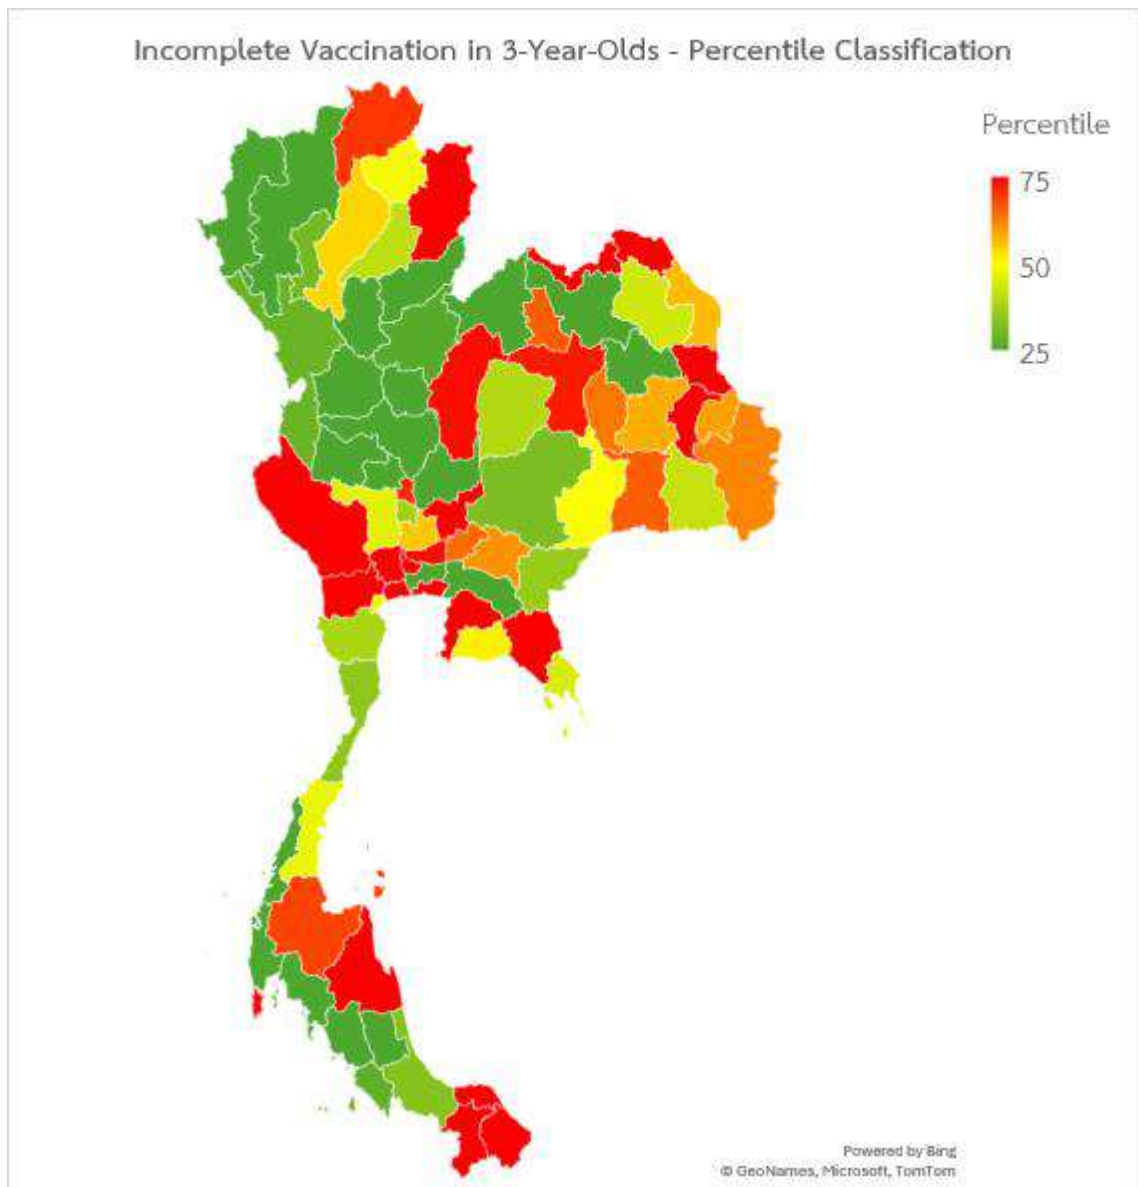 Incomplete Vaccination in 3-Year-Olds - Percentile Classification
Percentile
75
50
25
Powered by Bing
© GeoNames, Microsoft, TomTom